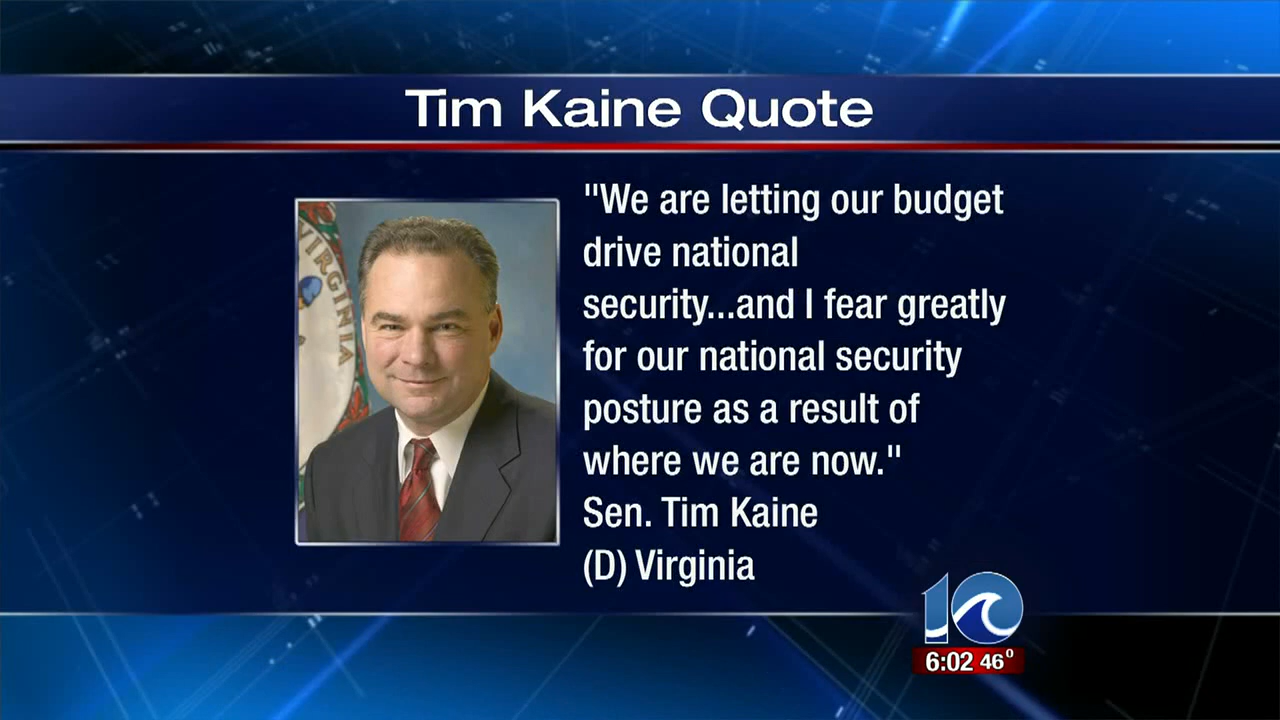 Tim Kaine Quote
VIRGINIA
"We are letting our budget
drive national
security...and I fear greatly
for our national security
posture as a result of
where we are now."
Sen. Tim Kaine
(D) Virginia
10
6:02 46°